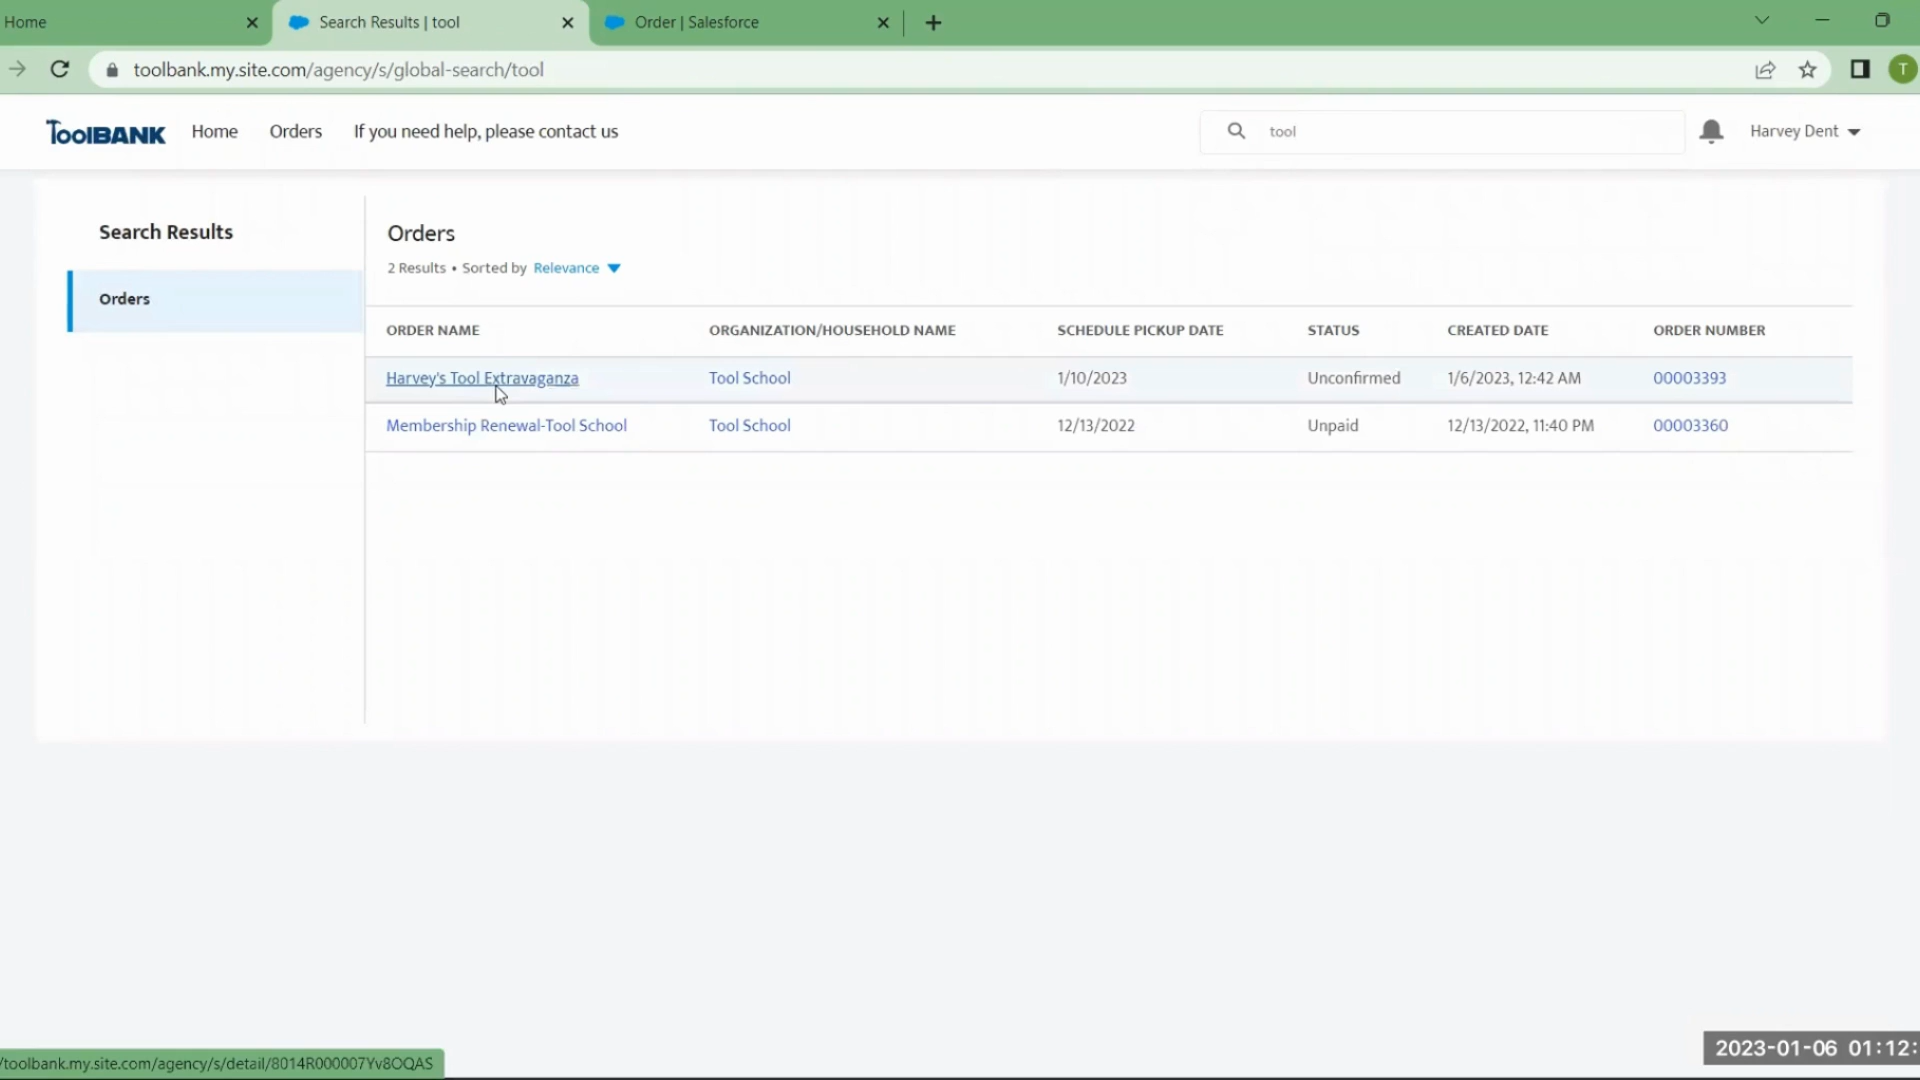 Home
Search Results | tool
Order | Salesforce
toolbank.my.site.com/agency/s/global-search/tool
T
ToolBANK
Home
Orders
If you need help, please contact us
tool
Harvey Dent
Search Results
Orders
Orders
2 Results • Sorted by Relevance
ORDER NAME ORGANIZATION/HOUSEHOLD NAME SCHEDULE PICKUP DATE STATUS CREATED DATE ORDER NUMBER
Harvey's Tool Extravaganza Tool School 1/10/2023 Unconfirmed 1/6/2023, 12:42 AM 00003393
Membership Renewal-Tool School Tool School 12/13/2022 Unpaid 12/13/2022, 11:40 PM 00003360
/toolbank.my.site.com/agency/s/detail/8014R000007Yv8OQAS
2023-01-06 01:12: